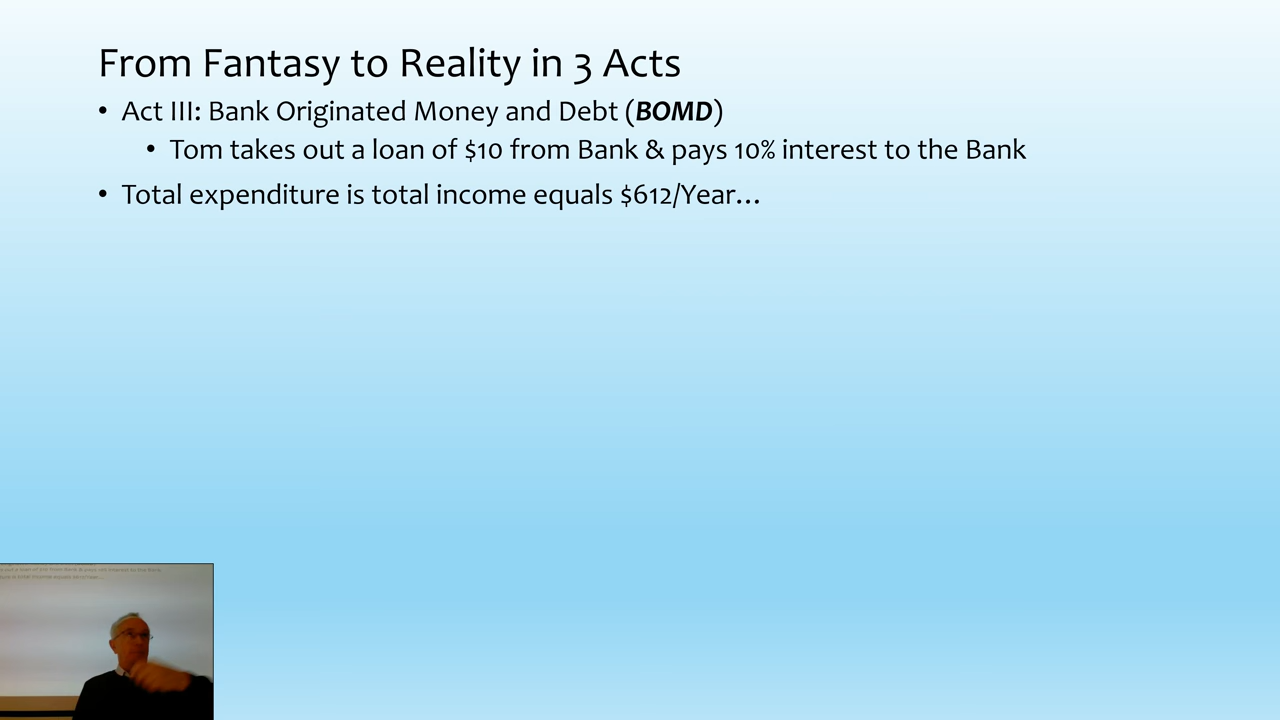 From Fantasy to Reality in 3 Acts
• Act III: Bank Originated Money and Debt (BOMD)
• Tom takes out a loan of $10 from Bank & pays 10% interest to the Bank
• Total expenditure is total income equals $612/Year…